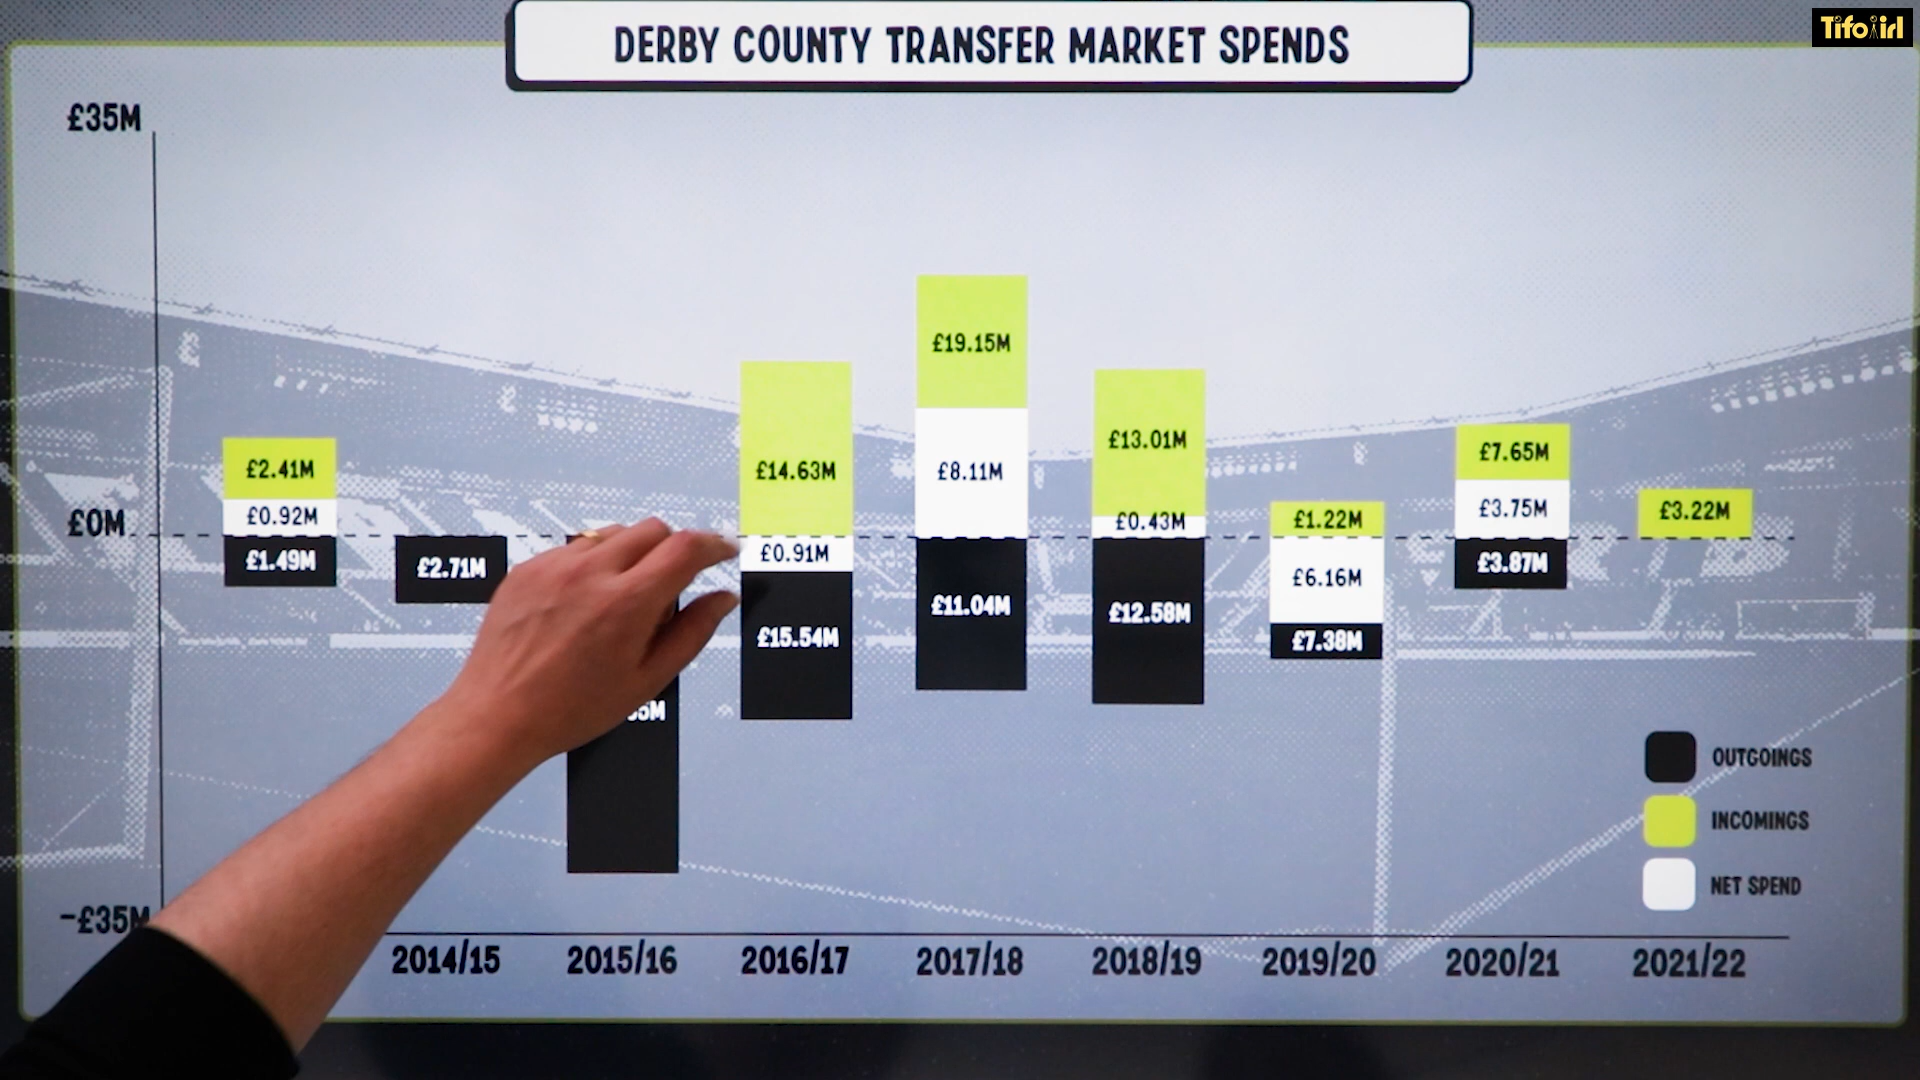 DERBY COUNTY TRANSFER MARKET SPENDS
Tifo irl
£35M
£0M
-£35M
£2.41M
£0.92M
£1.49M
£2.71M
£14.63M
£0.91M
£15.54M
£19.15M
£8.11M
£11.04M
£13.01M
£0.43M
£12.58M
£1.22M
£6.16M
£7.38M
£7.65M
£3.75M
£3.87M
£3.22M
OUTGOINGS
INCOMINGS
NET SPEND
2014/15
2015/16
2016/17
2017/18
2018/19
2019/20
2020/21
2021/22